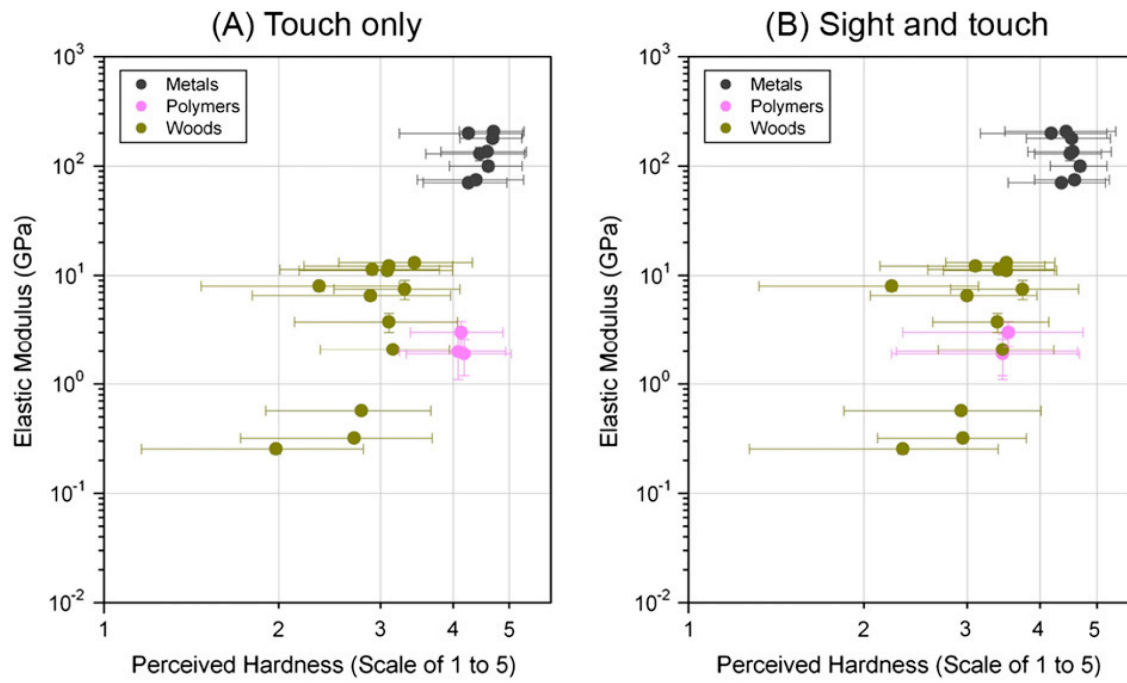 (A) Touch only
10³
10²
10¹
10⁰
10⁻¹
10⁻²
Elastic Modulus (GPa)
Metals
Polymers
Woods
1 2 3 4 5
Perceived Hardness (Scale of 1 to 5)
(B) Sight and touch
10³
10²
10¹
10⁰
10⁻¹
10⁻²
Elastic Modulus (GPa)
Metals
Polymers
Woods
1 2 3 4 5
Perceived Hardness (Scale of 1 to 5)